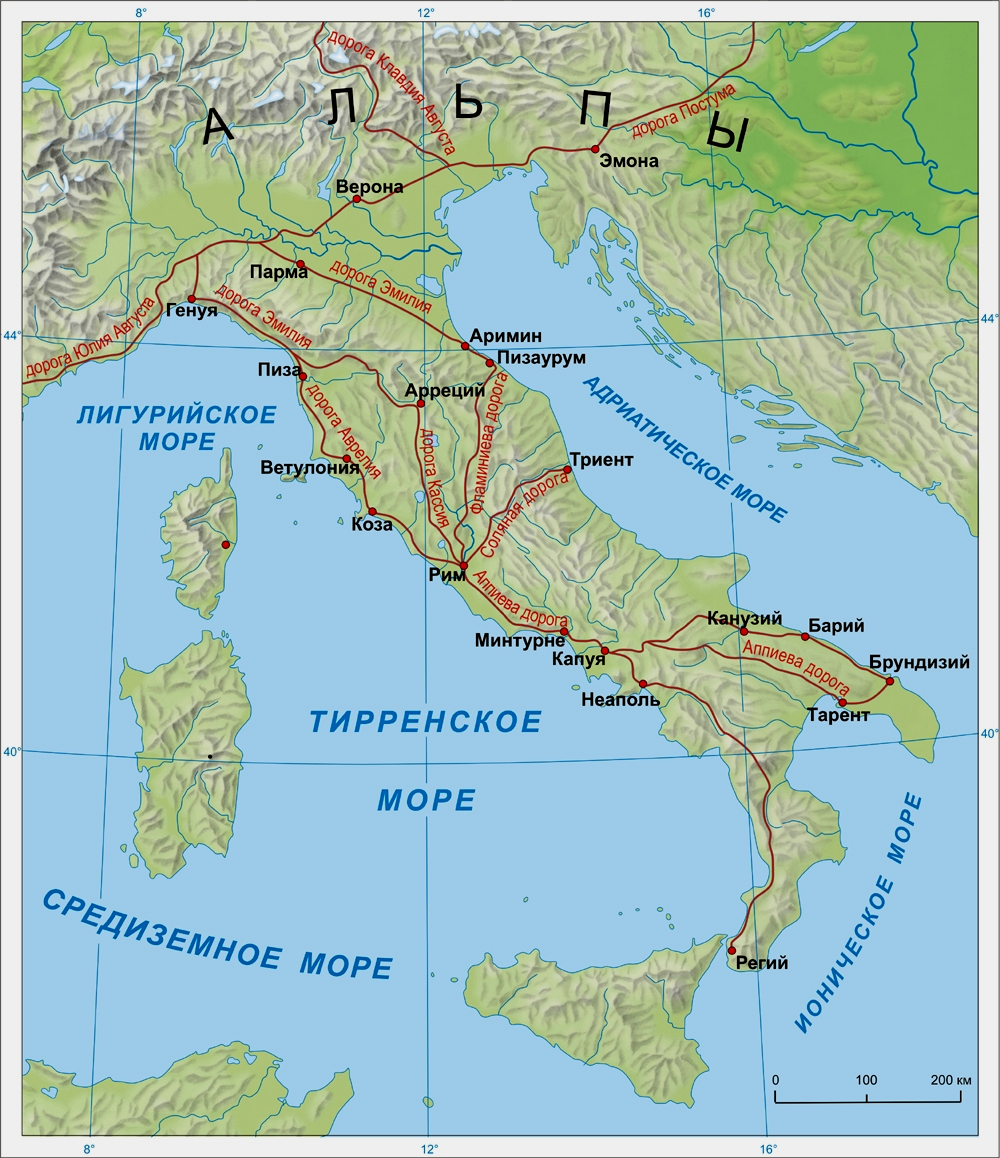 8°
12°
16°
дорога Клавдия Августа
АЛЬПЫ
дорога Постума
Эмона
Верона
Парма
дорога Эмилия
Генуя
дорога Эмилия
дорога Юлия Августа
44°
44°
Аримин
Пизаурум
Пиза
Арреций
ЛИГУРИЙСКОЕ
МОРЕ
АДРИАТИЧЕСКОЕ МОРЕ
дорога Аврелия
дорога Кассия
Фламиниева дорога
Ветулония
Триент
Соляная дорога
Коза
Рим
Аппиева дорога
Минтурне
Капуя
Канузий
Барий
Аппиева дорога
Брундизий
Неаполь
Тарент
ТИРРЕНСКОЕ
МОРЕ
40°
40°
ИОНИЧЕСКОЕ МОРЕ
СРЕДИЗЕМНОЕ МОРЕ
Регий
0 100 200 км
8°
12°
16°